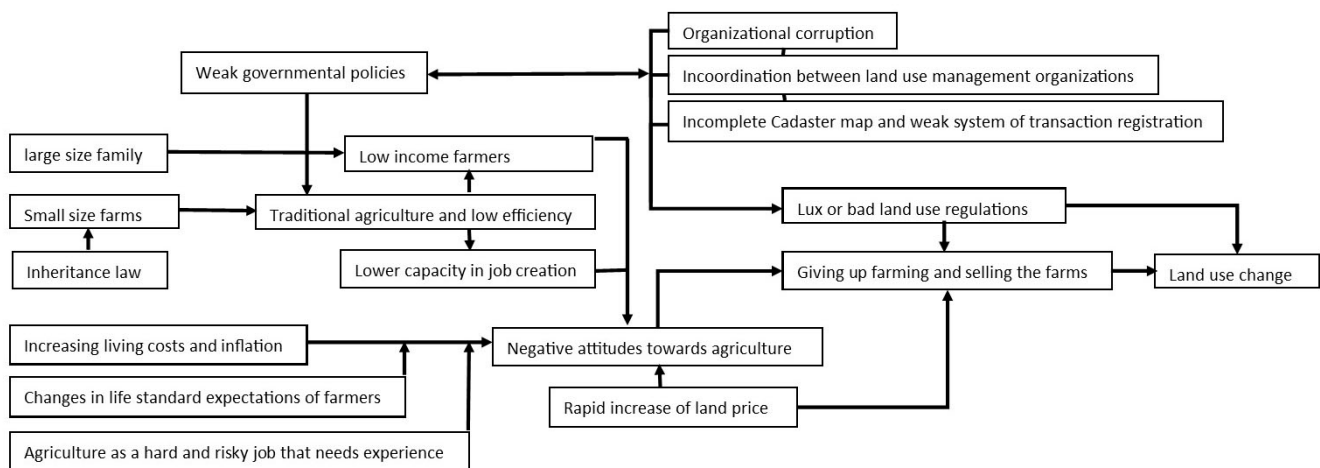 Organizational corruption
Weak governmental policies
Incoordination between land use management organizations
Incomplete Cadaster map and weak system of transaction registration
large size family
Low income farmers
Small size farms
Traditional agriculture and low efficiency
Lux or bad land use regulations
Inheritance law
Lower capacity in job creation
Giving up farming and selling the farms
Land use change
Increasing living costs and inflation
Negative attitudes towards agriculture
Changes in life standard expectations of farmers
Rapid increase of land price
Agriculture as a hard and risky job that needs experience